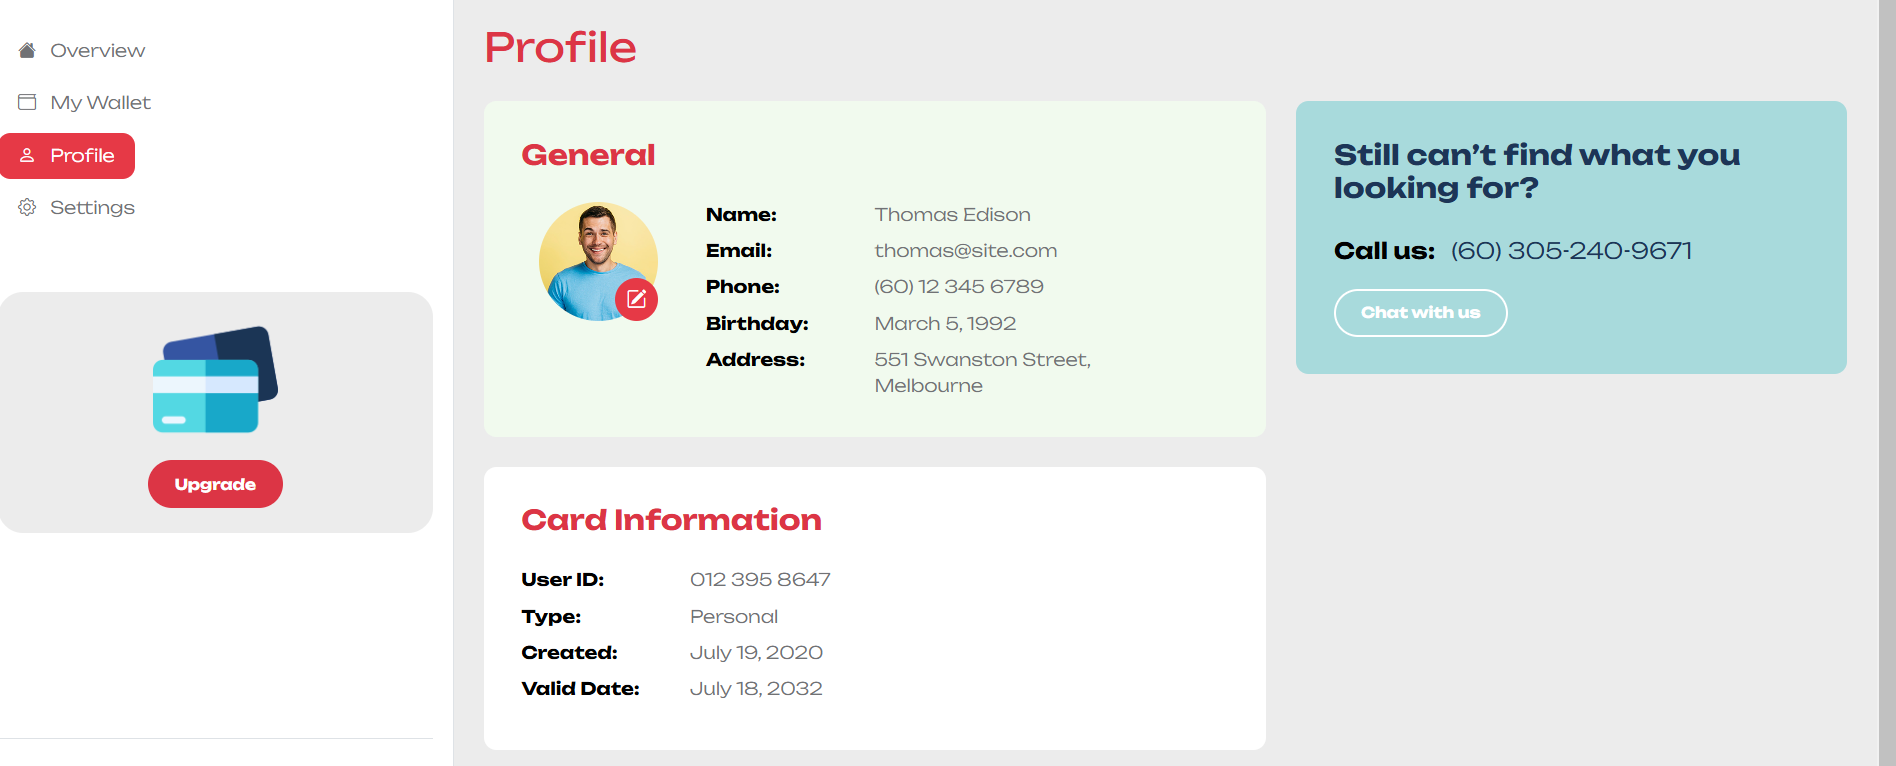 Overview
My Wallet
Profile
Settings
Upgrade
Profile
General
Name: Thomas Edison
Email: thomas@site.com
Phone: (60) 12 345 6789
Birthday: March 5, 1992
Address: 551 Swanston Street,
Melbourne
Card Information
User ID: 012 395 8647
Type: Personal
Created: July 19, 2020
Valid Date: July 18, 2032
Still can’t find what you
looking for?
Call us: (60) 305-240-9671
Chat with us